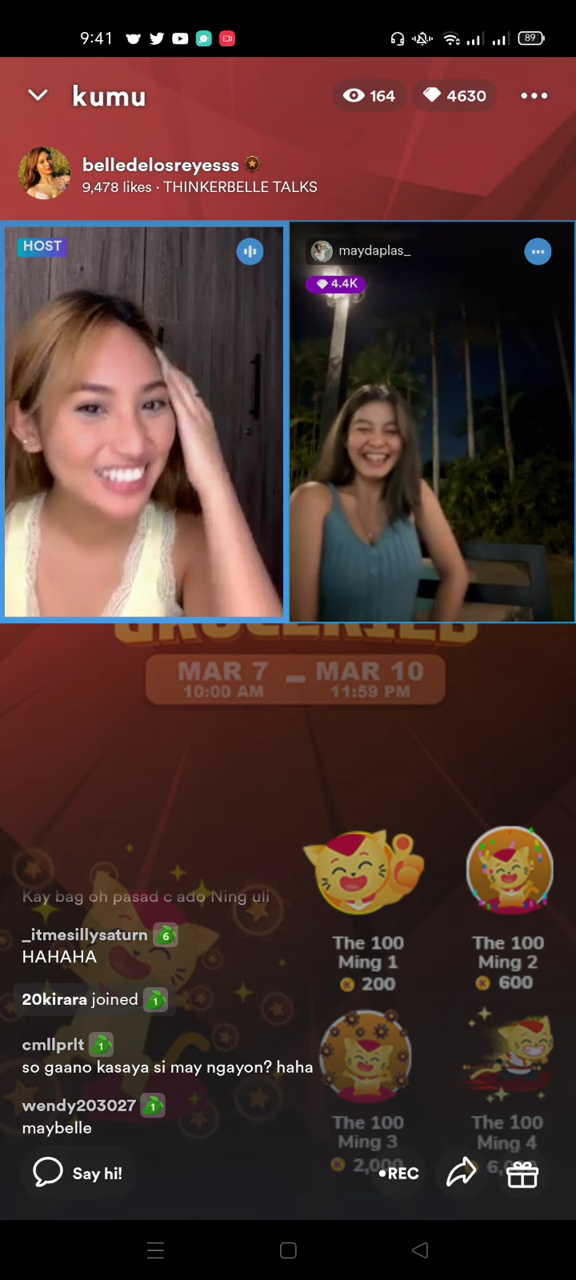 9:41
89
kumu
164
4630
belledelosreyesss
9,478 likes · THINKERBELLE TALKS
HOST
maydaplas_
4.4K
GROCERIES
MAR 7 – MAR 10
10:00 AM 11:59 PM
Kay bag oh pasad c ado Ning uli
_itmesillysaturn 6
HAHAHA
20kirara joined 1
cmllprlt 1
so gaano kasaya si may ngayon? haha
wendy203027 1
maybelle
The 100
Ming 1
200
The 100
Ming 2
600
The 100
Ming 3
The 100
Ming 4
Say hi!
•REC